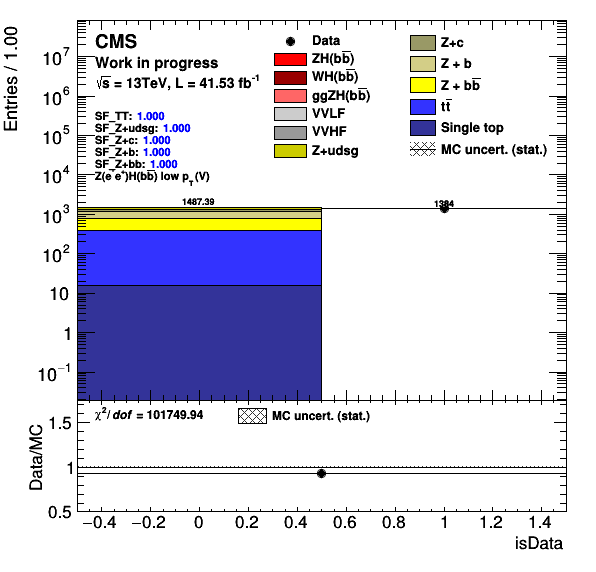 Entries / 1.00
CMS
Work in progress
√s = 13TeV, L = 41.53 fb⁻¹
SF_TT: 1.000
SF_Z+udsg: 1.000
SF_Z+c: 1.000
SF_Z+b: 1.000
SF_Z+bb: 1.000
Z(e⁻e⁺)H(bb̅) low p_T(V)
Data
ZH(bb̅)
WH(bb̅)
ggZH(bb̅)
VVLF
VVHF
Z+udsg
Z+c
Z + b
Z + bb̅
tt̅
Single top
MC uncert. (stat.)
10⁷
10⁶
10⁵
10⁴
10³
10²
10
1
10⁻¹
1487.39
1384
Data/MC
χ²/dof = 101749.94
MC uncert. (stat.)
1.5
1
0.5
−0.4 −0.2 0 0.2 0.4 0.6 0.8 1 1.2 1.4
isData